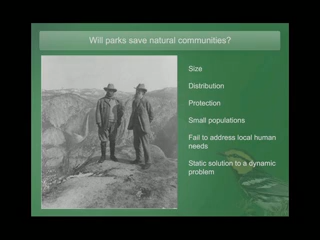 Will parks save natural communities?
Size
Distribution
Protection
Small populations
Fail to address local human
needs
Static solution to a dynamic
problem